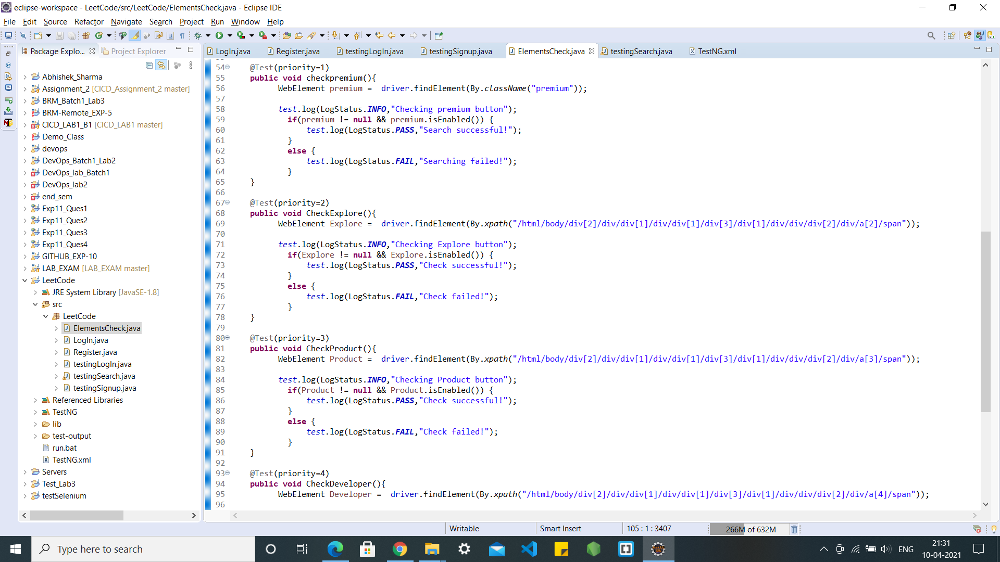 eclipse-workspace - LeetCode/src/LeetCode/ElementsCheck.java - Eclipse IDE
File Edit Source Refactor Navigate Search Project Run Window Help
Package Explo... Project Explorer
LogIn.java Register.java testingLogIn.java testingSignup.java ElementsCheck.java testingSearch.java TestNG.xml
Abhishek_Sharma
Assignment_2 [CICD_Assignment_2 master]
BRM_Batch1_Lab3
BRM-Remote_EXP-5
CICD_LAB1_B1 [CICD_LAB1 master]
Demo_Class
devops
DevOps_Batch1_Lab2
DevOps_lab_Batch1
DevOps_lab2
end_sem
Exp11_Ques1
Exp11_Ques2
Exp11_Ques3
Exp11_Ques4
GITHUB_EXP-10
LAB_EXAM [LAB_EXAM master]
LeetCode
JRE System Library [JavaSE-1.8]
src
LeetCode
ElementsCheck.java
LogIn.java
Register.java
testingLogIn.java
testingSearch.java
testingSignup.java
Referenced Libraries
TestNG
lib
test-output
run.bat
TestNG.xml
Servers
Test_Lab3
testSelenium
54 @Test(priority=1)
55 public void checkpremium(){
56 WebElement premium = driver.findElement(By.className("premium"));
57
58 test.log(LogStatus.INFO,"Checking premium button");
59 if(premium != null && premium.isEnabled()) {
60 test.log(LogStatus.PASS,"Search successful!");
61 }
62 else {
63 test.log(LogStatus.FAIL,"Searching failed!");
64 }
65 }
66
67 @Test(priority=2)
68 public void CheckExplore(){
69 WebElement Explore = driver.findElement(By.xpath("/html/body/div[2]/div/div[1]/div/div[1]/div[3]/div[1]/div/div/div[2]/div/a[2]/span"));
70
71 test.log(LogStatus.INFO,"Checking Explore button");
72 if(Explore != null && Explore.isEnabled()) {
73 test.log(LogStatus.PASS,"Check successful!");
74 }
75 else {
76 test.log(LogStatus.FAIL,"Check failed!");
77 }
78 }
79
80 @Test(priority=3)
81 public void CheckProduct(){
82 WebElement Product = driver.findElement(By.xpath("/html/body/div[2]/div/div[1]/div/div[1]/div[3]/div[1]/div/div/div[2]/div/a[3]/span"));
83
84 test.log(LogStatus.INFO,"Checking Product button");
85 if(Product != null && Product.isEnabled()) {
86 test.log(LogStatus.PASS,"Check successful!");
87 }
88 else {
89 test.log(LogStatus.FAIL,"Check failed!");
90 }
91 }
92
93 @Test(priority=4)
94 public void CheckDeveloper(){
95 WebElement Developer = driver.findElement(By.xpath("/html/body/div[2]/div/div[1]/div/div[1]/div[3]/div[1]/div/div/div[2]/div/a[4]/span"));
96
Writable Smart Insert 105 : 1 : 3407 266M of 632M
Type here to search
ENG
21:31
10-04-2021